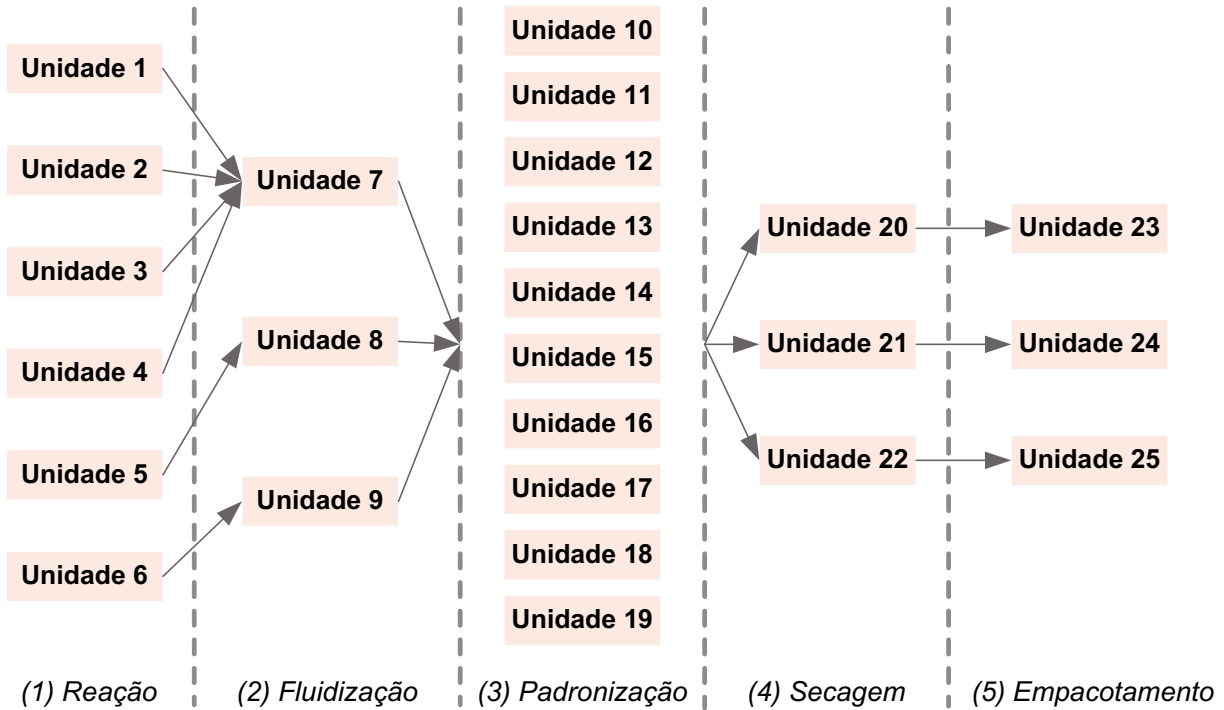 Unidade 1
Unidade 2
Unidade 3
Unidade 4
Unidade 5
Unidade 6
(1) Reação
Unidade 7
Unidade 8
Unidade 9
(2) Fluidização
Unidade 10
Unidade 11
Unidade 12
Unidade 13
Unidade 14
Unidade 15
Unidade 16
Unidade 17
Unidade 18
Unidade 19
(3) Padronização
Unidade 20
Unidade 21
Unidade 22
(4) Secagem
Unidade 23
Unidade 24
Unidade 25
(5) Empacotamento